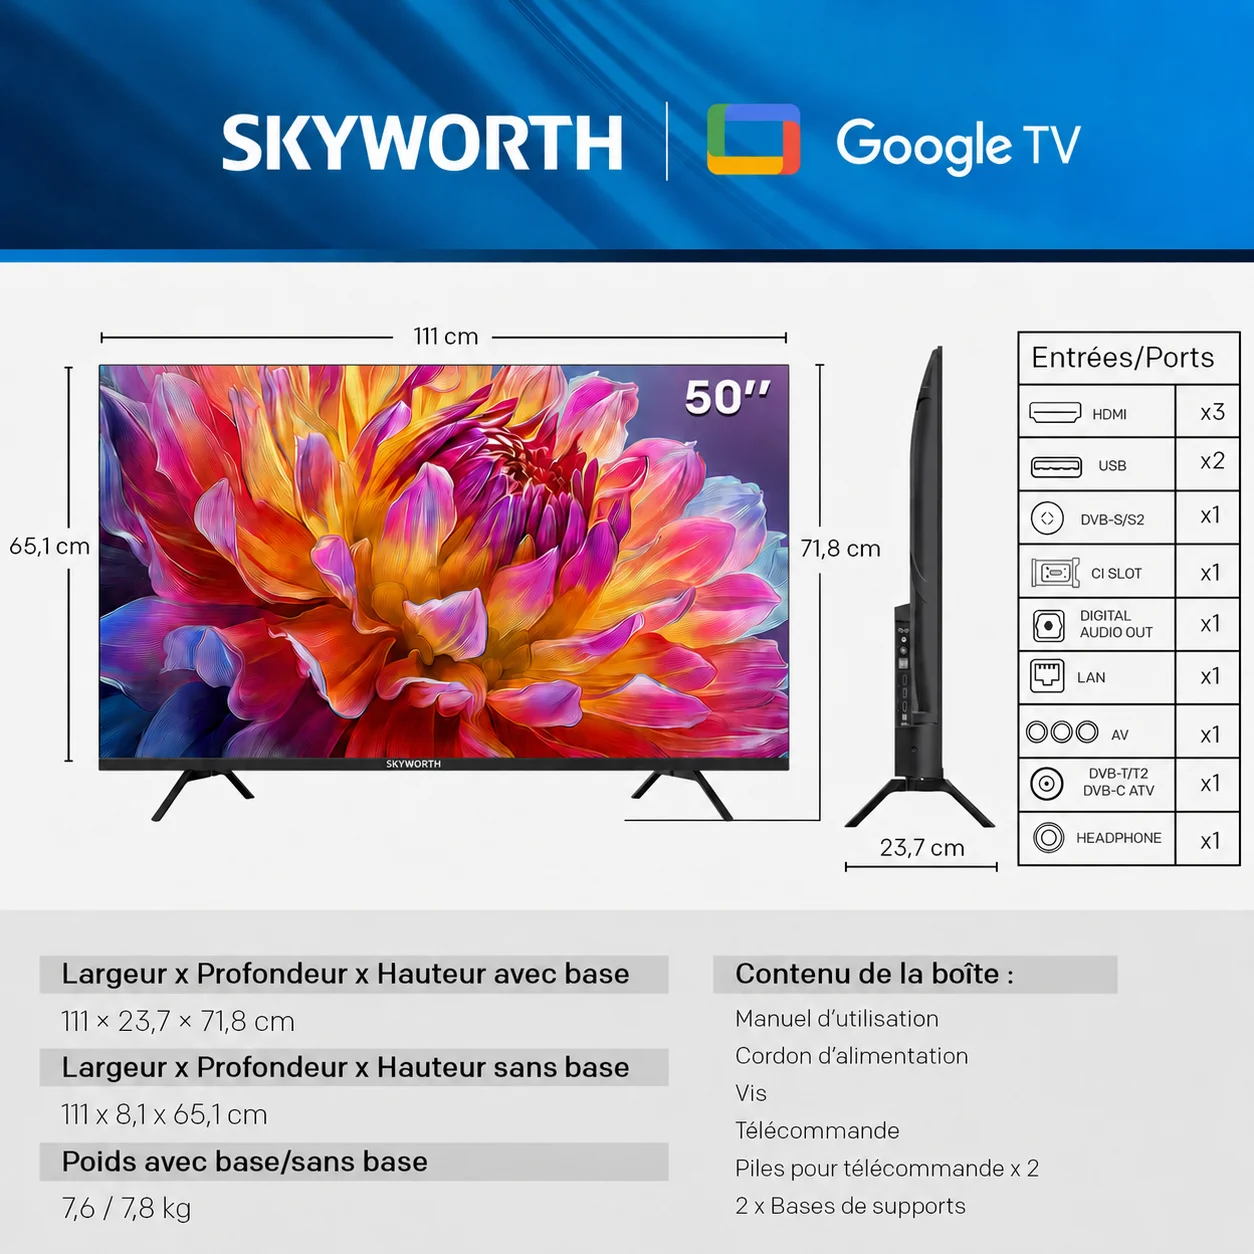 SKYWORTH
Google TV
111 cm
50″
65,1 cm
71,8 cm
SKYWORTH
23,7 cm
Entrées/Ports
HDMI x3
USB x2
DVB-S/S2 x1
CI SLOT x1
DIGITAL
AUDIO OUT x1
LAN x1
AV x1
DVB-T/T2
DVB-C ATV x1
HEADPHONE x1
Largeur x Profondeur x Hauteur avec base
111 × 23,7 × 71,8 cm
Largeur x Profondeur x Hauteur sans base
111 x 8,1 x 65,1 cm
Poids avec base/sans base
7,6 / 7,8 kg
Contenu de la boîte :
Manuel d’utilisation
Cordon d’alimentation
Vis
Télécommande
Piles pour télécommande x 2
2 x Bases de supports